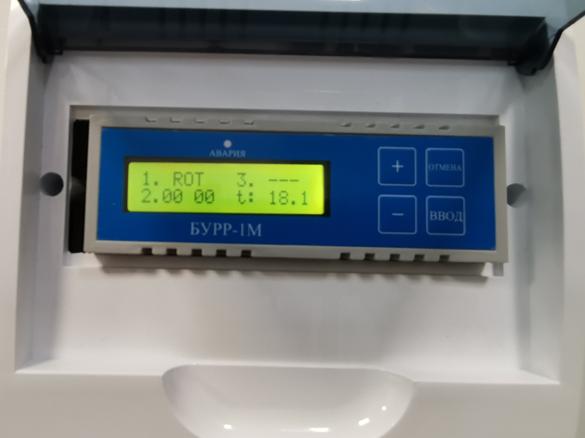 АВАРИЯ
1. ROT 3. ---
2.00 00 t: 18.1
БУРР-1М
+ ОТМЕНА
- ВВОД